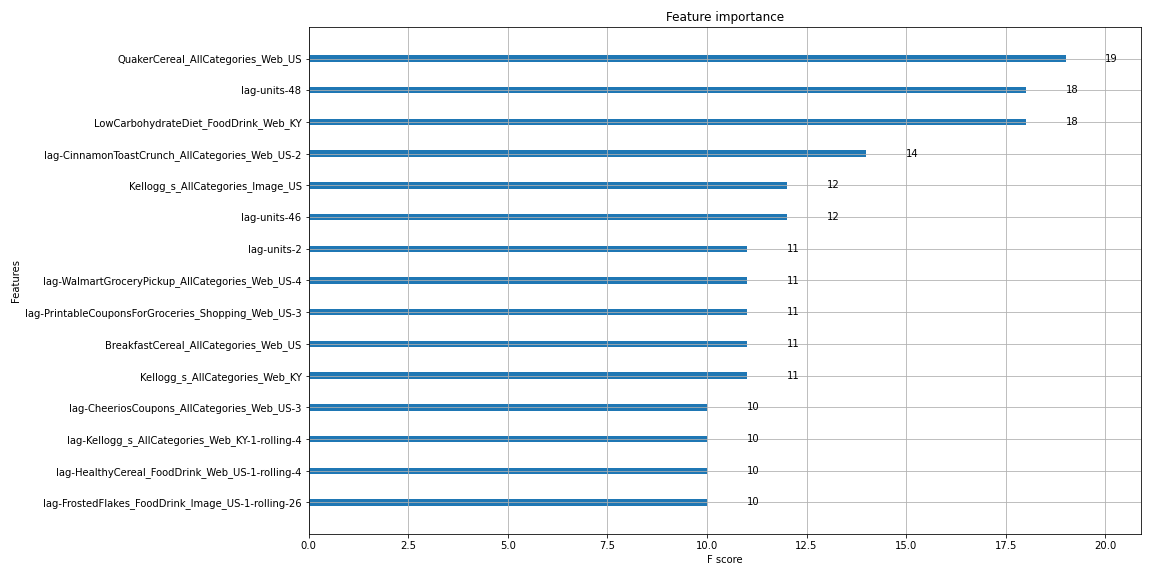 Feature importance
QuakerCereal_AllCategories_Web_US 19
lag-units-48 18
LowCarbohydrateDiet_FoodDrink_Web_KY 18
lag-CinnamonToastCrunch_AllCategories_Web_US-2 14
Kellogg_s_AllCategories_Image_US 12
lag-units-46 12
lag-units-2 11
lag-WalmartGroceryPickup_AllCategories_Web_US-4 11
lag-PrintableCouponsForGroceries_Shopping_Web_US-3 11
BreakfastCereal_AllCategories_Web_US 11
Kellogg_s_AllCategories_Web_KY 11
lag-CheeriosCoupons_AllCategories_Web_US-3 10
lag-Kellogg_s_AllCategories_Web_KY-1-rolling-4 10
lag-HealthyCereal_FoodDrink_Web_US-1-rolling-4 10
lag-FrostedFlakes_FoodDrink_Image_US-1-rolling-26 10
Features
0.0 2.5 5.0 7.5 10.0 12.5 15.0 17.5 20.0
F score